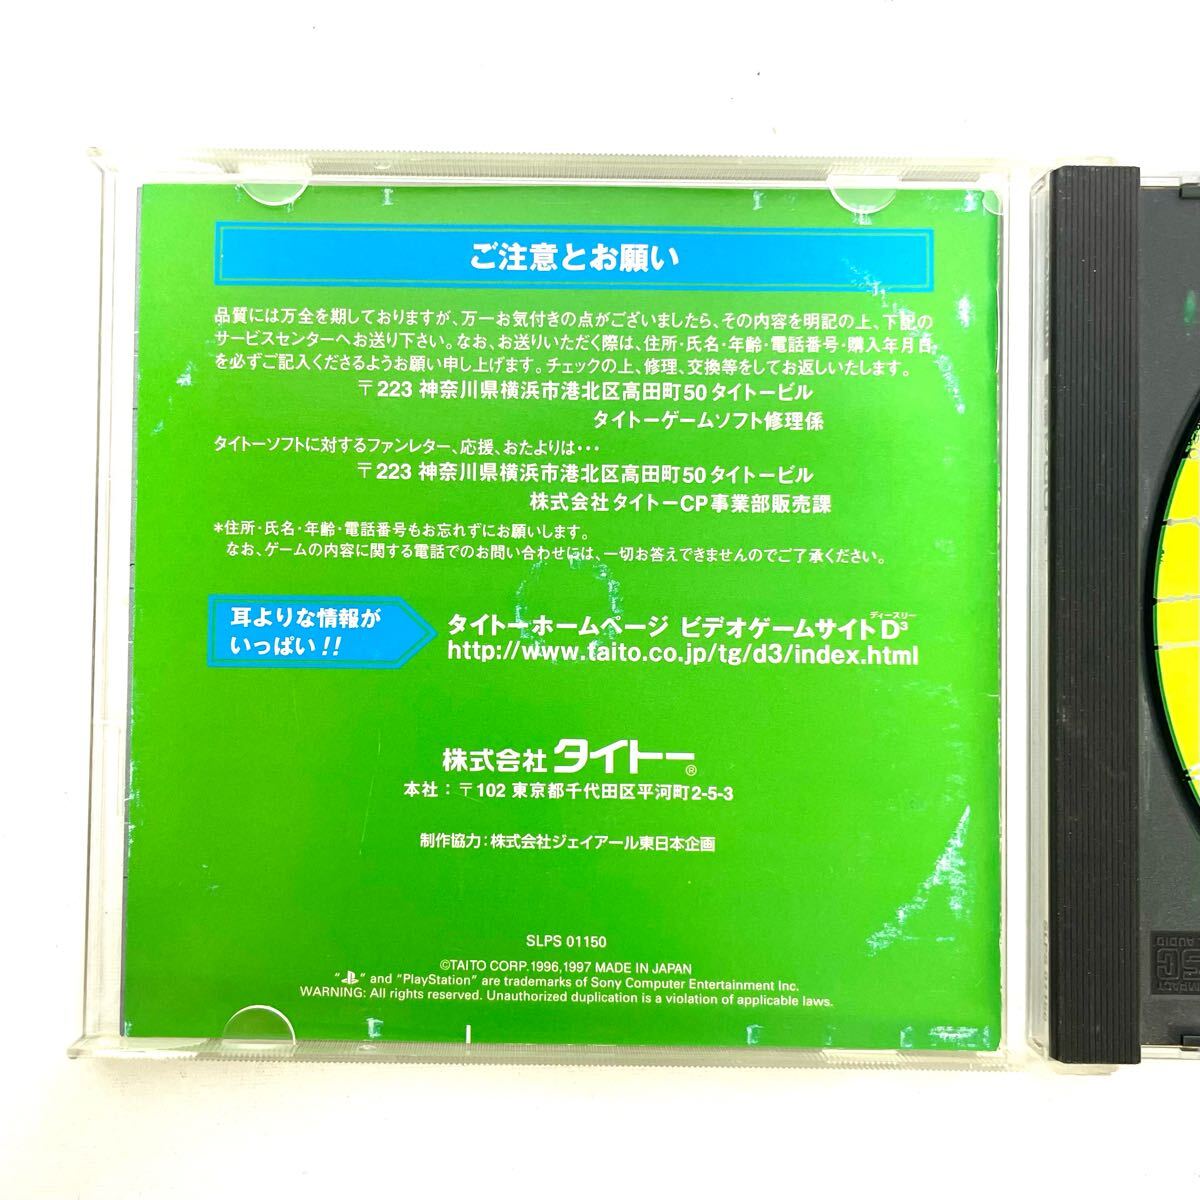 ご注意とお願い
品質には万全を期しておりますが、万一お気付きの点がございましたら、その内容を明記の上、下記の
サービスセンターへお送り下さい。なお、お送りいただく際は、住所・氏名・年齢・電話番号・購入年月日
を必ずご記入くださるようお願い申し上げます。チェックの上、修理、交換等をしてお返しいたします。
〒223 神奈川県横浜市港北区高田町50タイトービル
タイトーゲームソフト修理係
タイトーソフトに対するファンレター、応援、おたよりは・・・
〒223 神奈川県横浜市港北区高田町50タイトービル
株式会社タイトーCP事業部販売課
*住所・氏名・年齢・電話番号もお忘れずにお願いします。
なお、ゲームの内容に関する電話でのお問い合わせには、一切お答えできませんのでご了承ください。
耳よりな情報が
いっぱい!!
ディースリー
タイトーホームページ ビデオゲームサイトD³
http://www.taito.co.jp/tg/d3/index.html
株式会社 タイトー®
本社：〒102 東京都千代田区平河町2-5-3
制作協力：株式会社ジェイアール東日本企画
SLPS 01150
©TAITO CORP.1996,1997 MADE IN JAPAN
" " and "PlayStation" are trademarks of Sony Computer Entertainment Inc.
WARNING: All rights reserved. Unauthorized duplication is a violation of applicable laws.